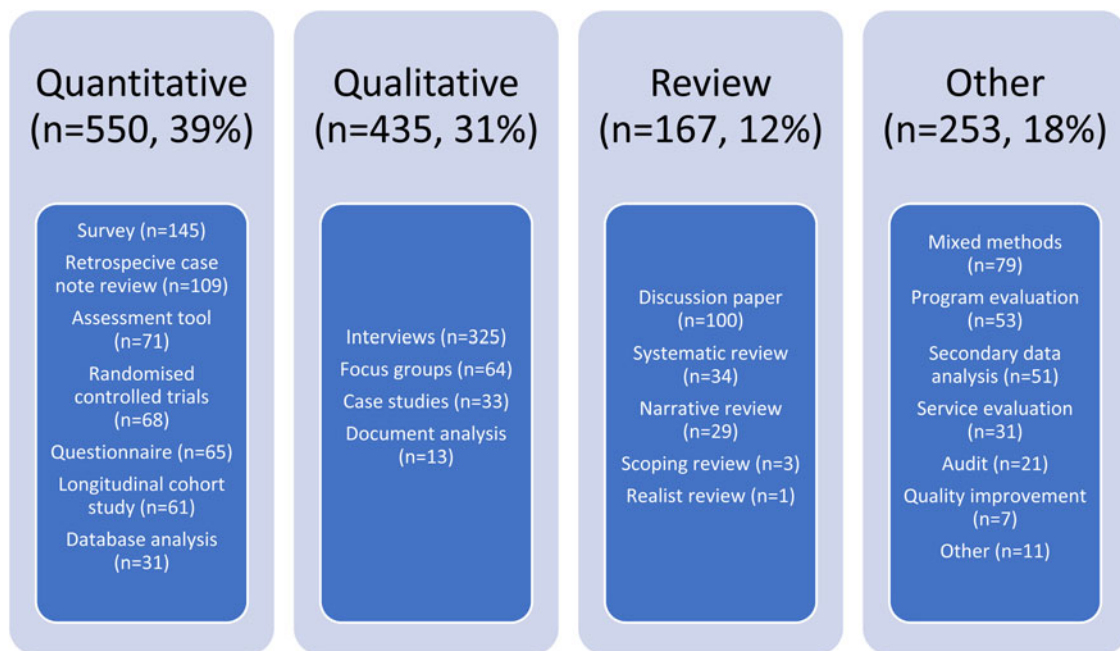 Quantitative
(n=550, 39%)
Survey (n=145)
Retrospecive case
note review (n=109)
Assessment tool
(n=71)
Randomised
controlled trials
(n=68)
Questionnaire (n=65)
Longitudinal cohort
study (n=61)
Database analysis
(n=31)
Qualitative
(n=435, 31%)
Interviews (n=325)
Focus groups (n=64)
Case studies (n=33)
Document analysis
(n=13)
Review
(n=167, 12%)
Discussion paper
(n=100)
Systematic review
(n=34)
Narrative review
(n=29)
Scoping review (n=3)
Realist review (n=1)
Other
(n=253, 18%)
Mixed methods
(n=79)
Program evaluation
(n=53)
Secondary data
analysis (n=51)
Service evaluation
(n=31)
Audit (n=21)
Quality improvement
(n=7)
Other (n=11)